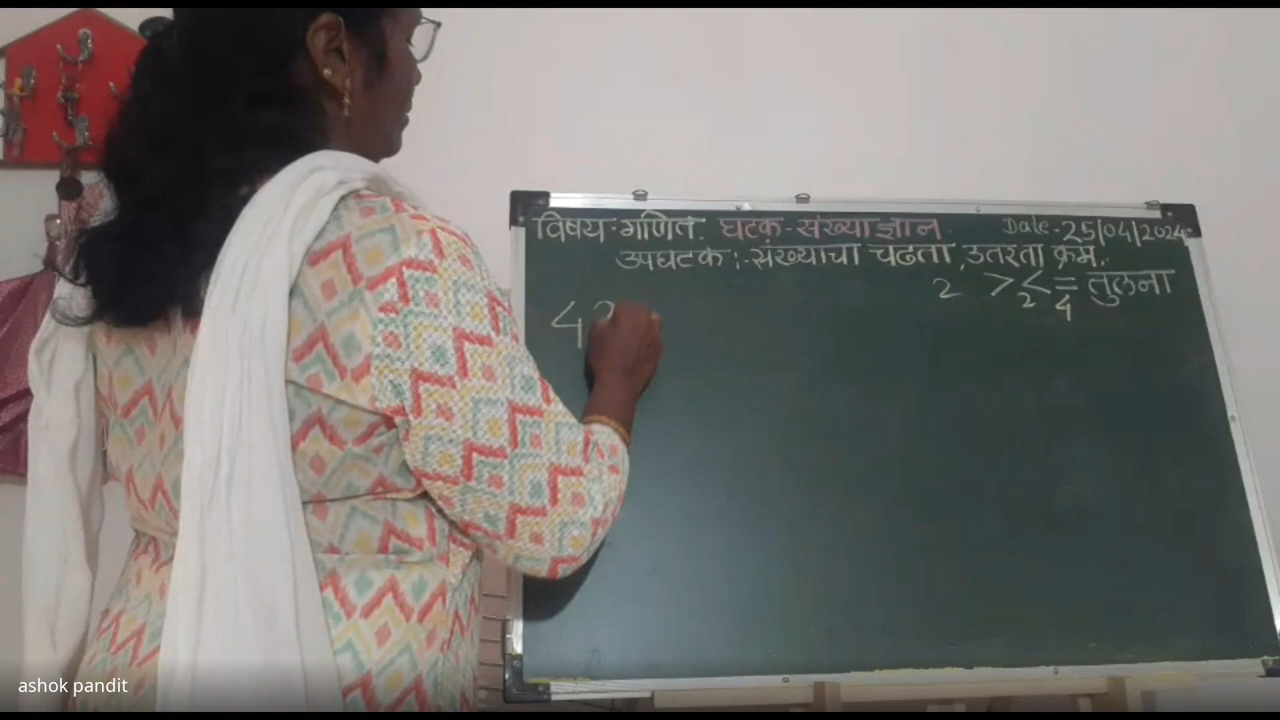 विषय-गणित. घटक-संख्याज्ञान Date-25/04/2024
उपघटक :-संख्याचा चढता, उतरता क्रम.
2 > < = तुलना
2 4
4
ashok pandit